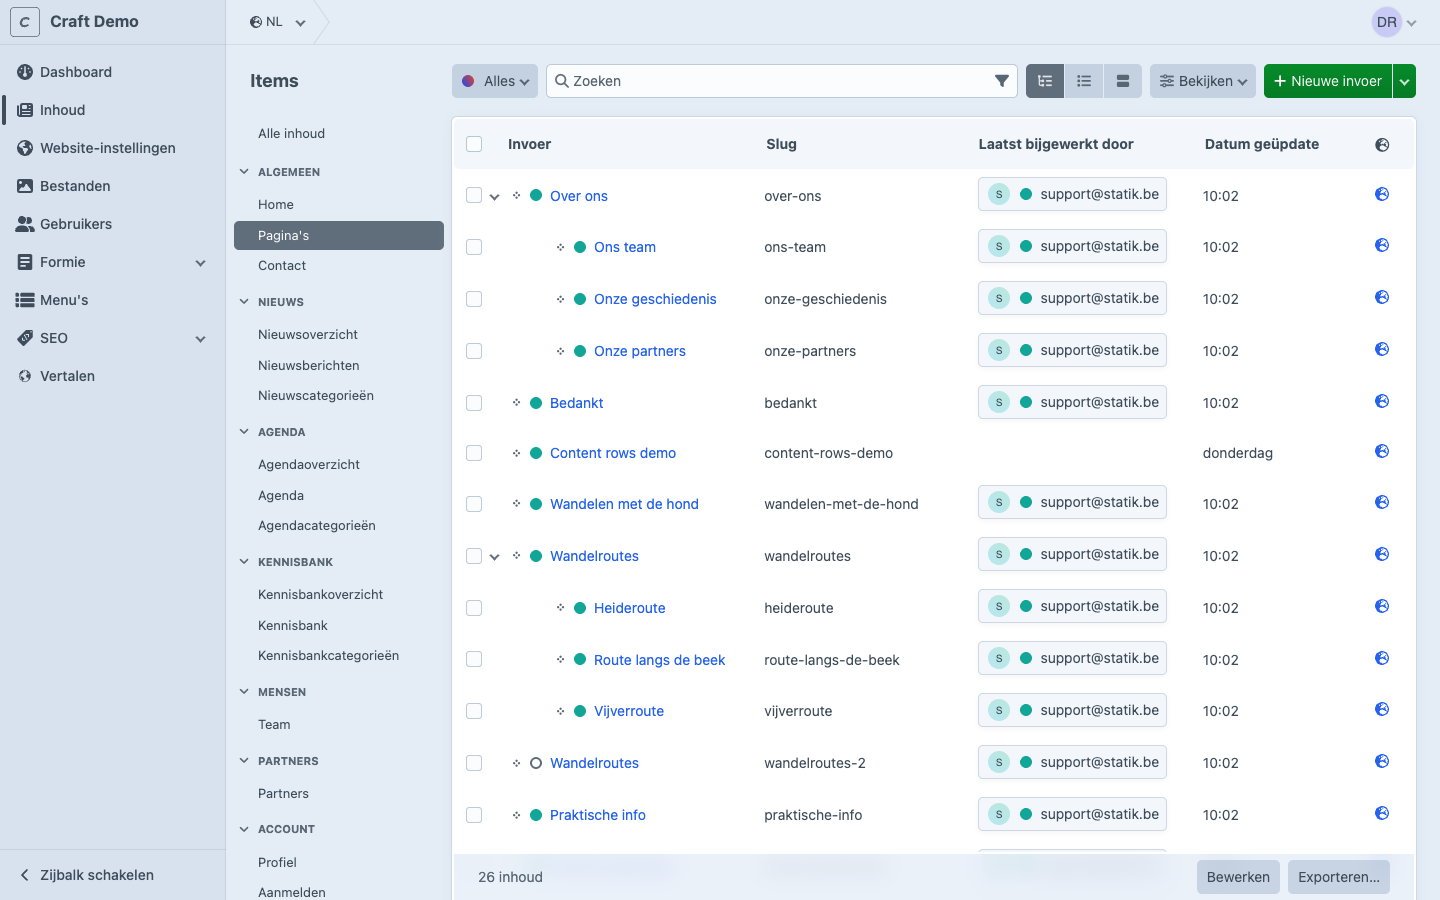 C Craft Demo
NL
DR
Dashboard
Inhoud
Website-instellingen
Bestanden
Gebruikers
Formie
Menu's
SEO
Vertalen
Zijbalk schakelen
Items
Alle inhoud
ALGEMEEN
Home
Pagina's
Contact
NIEUWS
Nieuwsoverzicht
Nieuwsberichten
Nieuwscategorieën
AGENDA
Agendaoverzicht
Agenda
Agendacategorieën
KENNISBANK
Kennisbankoverzicht
Kennisbank
Kennisbankcategorieën
MENSEN
Team
PARTNERS
Partners
ACCOUNT
Profiel
Aanmelden
Alles Zoeken Bekijken Nieuwe invoer
Invoer Slug Laatst bijgewerkt door Datum geüpdate
Over ons over-ons S support@statik.be 10:02
Ons team ons-team S support@statik.be 10:02
Onze geschiedenis onze-geschiedenis S support@statik.be 10:02
Onze partners onze-partners S support@statik.be 10:02
Bedankt bedankt S support@statik.be 10:02
Content rows demo content-rows-demo donderdag
Wandelen met de hond wandelen-met-de-hond S support@statik.be 10:02
Wandelroutes wandelroutes S support@statik.be 10:02
Heideroute heideroute S support@statik.be 10:02
Route langs de beek route-langs-de-beek S support@statik.be 10:02
Vijverroute vijverroute S support@statik.be 10:02
Wandelroutes wandelroutes-2 S support@statik.be 10:02
Praktische info praktische-info S support@statik.be 10:02
26 inhoud Bewerken Exporteren...